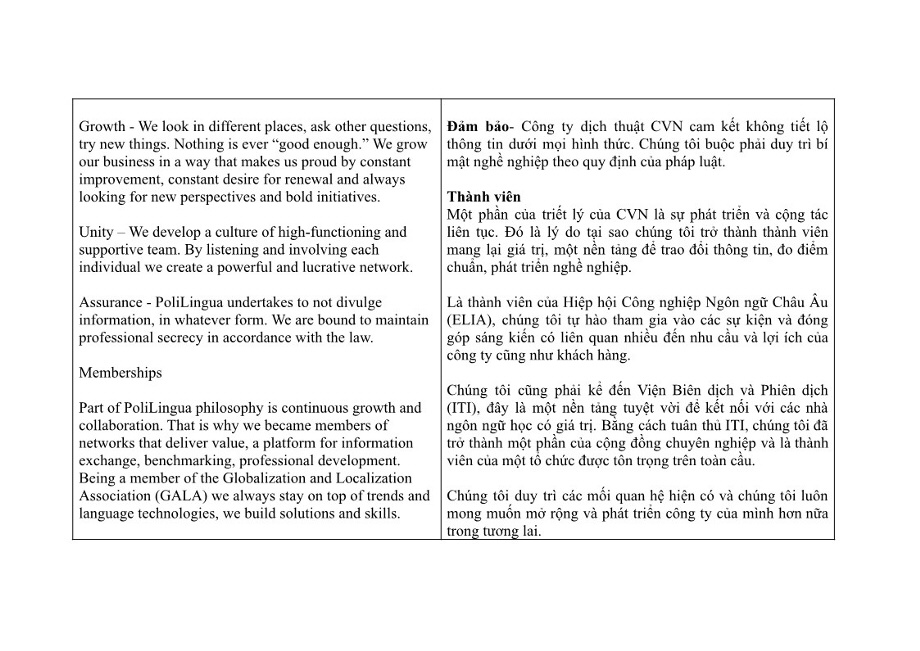 Growth - We look in different places, ask other questions,
try new things. Nothing is ever “good enough.” We grow
our business in a way that makes us proud by constant
improvement, constant desire for renewal and always
looking for new perspectives and bold initiatives.
Unity – We develop a culture of high-functioning and
supportive team. By listening and involving each
individual we create a powerful and lucrative network.
Assurance - PoliLingua undertakes to not divulge
information, in whatever form. We are bound to maintain
professional secrecy in accordance with the law.
Memberships
Part of PoliLingua philosophy is continuous growth and
collaboration. That is why we became members of
networks that deliver value, a platform for information
exchange, benchmarking, professional development.
Being a member of the Globalization and Localization
Association (GALA) we always stay on top of trends and
language technologies, we build solutions and skills.
Đảm bảo- Công ty dịch thuật CVN cam kết không tiết lộ
thông tin dưới mọi hình thức. Chúng tôi buộc phải duy trì bí
mật nghề nghiệp theo quy định của pháp luật.
Thành viên
Một phần của triết lý của CVN là sự phát triển và cộng tác
liên tục. Đó là lý do tại sao chúng tôi trở thành thành viên
mang lại giá trị, một nền tảng để trao đổi thông tin, đo điểm
chuẩn, phát triển nghề nghiệp.
Là thành viên của Hiệp hội Công nghiệp Ngôn ngữ Châu Âu
(ELIA), chúng tôi tự hào tham gia vào các sự kiện và đóng
góp sáng kiến có liên quan nhiều đến nhu cầu và lợi ích của
công ty cũng như khách hàng.
Chúng tôi cũng phải kể đến Viện Biên dịch và Phiên dịch
(ITI), đây là một nền tảng tuyệt vời để kết nối với các nhà
ngôn ngữ học có giá trị. Bằng cách tuân thủ ITI, chúng tôi đã
trở thành một phần của cộng đồng chuyên nghiệp và là thành
viên của một tổ chức được tôn trọng trên toàn cầu.
Chúng tôi duy trì các mối quan hệ hiện có và chúng tôi luôn
mong muốn mở rộng và phát triển công ty của mình hơn nữa
trong tương lai.